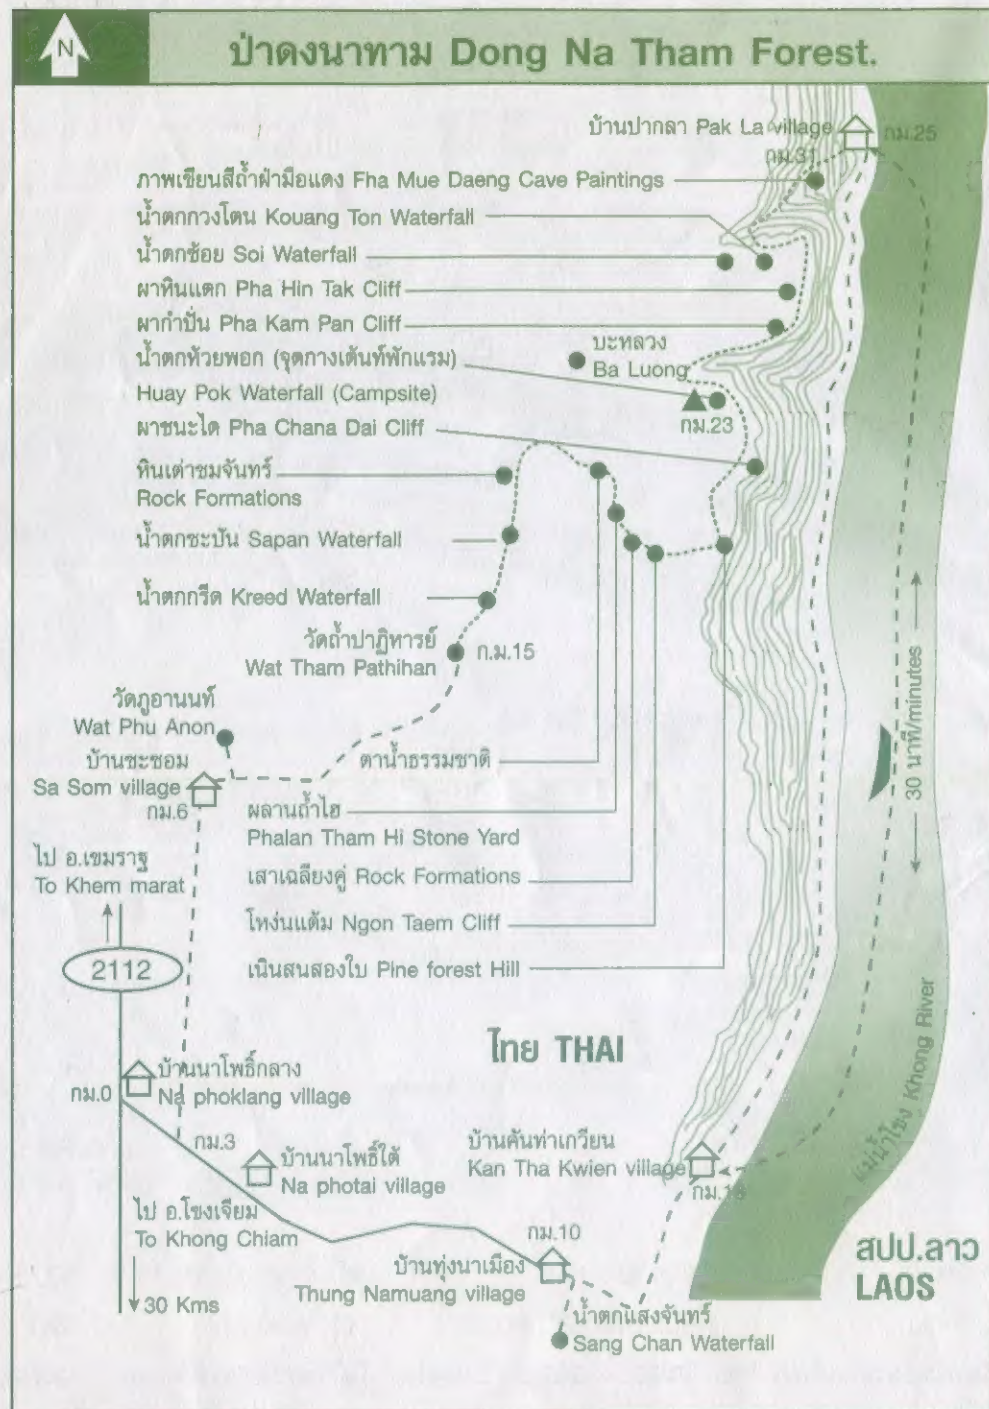 N
ป่าดงนาทาม Dong Na Tham Forest.
บ้านปากลา Pak La village
กม.25
กม.31
ภาพเขียนสีถ้ำฝ่ามือแดง Fha Mue Daeng Cave Paintings
น้ำตกกวงโตน Kouang Ton Waterfall
น้ำตกซ้อย Soi Waterfall
ผาหินแตก Pha Hin Tak Cliff
ผากำปั่น Pha Kam Pan Cliff
บะหลวง
Ba Luong
น้ำตกห้วยพอก (จุดกางเต้นท์พักแรม)
Huay Pok Waterfall (Campsite)
กม.23
ผาชนะได Pha Chana Dai Cliff
หินเต่าชมจันทร์
Rock Formations
น้ำตกซะปัน Sapan Waterfall
น้ำตกกรีด Kreed Waterfall
วัดถ้ำปาฏิหารย์
Wat Tham Pathihan
ก.ม.15
วัดภูอานนท์
Wat Phu Anon
บ้านซะซอม
Sa Som village
กม.6
ตาน้ำธรรมชาติ
ผลานถ้ำไฮ
Phalan Tham Hi Stone Yard
เสาเฉลียงคู่ Rock Formations
โหง่นแต้ม Ngon Taem Cliff
เนินสนสองใบ Pine forest Hill
30 นาที/minutes
ไป อ.เขมราฐ
To Khem marat
2112
ไทย THAI
แม่น้ำโขง Khong River
บ้านนาโพธิ์กลาง
Na phoklang village
กม.0
กม.3
บ้านนาโพธิ์ใต้
Na photai village
บ้านคันท่าเกวียน
Kan Tha Kwien village
ไป อ.โขงเจียม
To Khong Chiam
30 Kms
กม.10
บ้านทุ่งนาเมือง
Thung Namuang village
น้ำตกแสงจันทร์
Sang Chan Waterfall
สปป.ลาว
LAOS